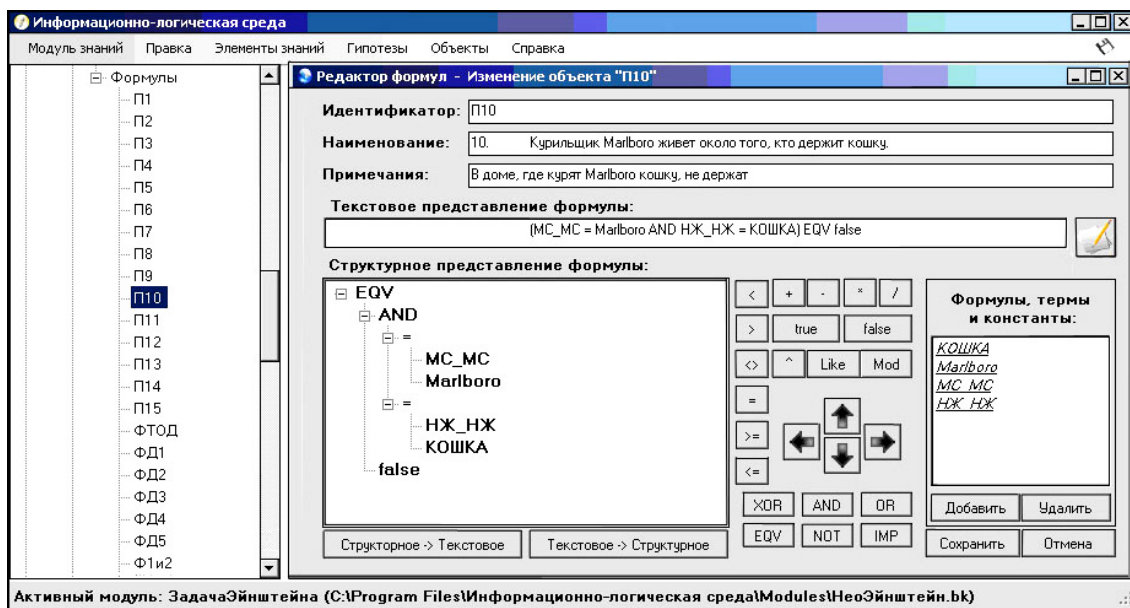 Информационно-логическая среда
Модуль знаний Правка Элементы знаний Гипотезы Объекты Справка
Формулы
П1
П2
П3
П4
П5
П6
П7
П8
П9
П10
П11
П12
П13
П14
П15
ФТОД
ФД1
ФД2
ФД3
ФД4
ФД5
Ф1и2
Редактор формул - Изменение объекта "П10"
Идентификатор: П10
Наименование: 10. Курильщик Marlboro живет около того, кто держит кошку.
Примечания: В доме, где курят Marlboro кошку, не держат
Текстовое представление формулы:
(МС_МС = Marlboro AND НЖ_НЖ = КОШКА) EQV false
Структурное представление формулы:
EQV
AND
=
МС_МС
Marlboro
=
НЖ_НЖ
КОШКА
false
< + - * /
> true false
<> ^ Like Mod
=
>=
<=
XOR AND OR
EQV NOT IMP
Формулы, термы
и константы:
КОШКА
Marlboro
МС_МС
НЖ_НЖ
Добавить Удалить
Структорное -> Текстовое Текстовое -> Структурное
Сохранить Отмена
Активный модуль: ЗадачаЭйнштейна (C:\Program Files\Информационно-логическая среда\Modules\НеоЭйнштейн.bk)